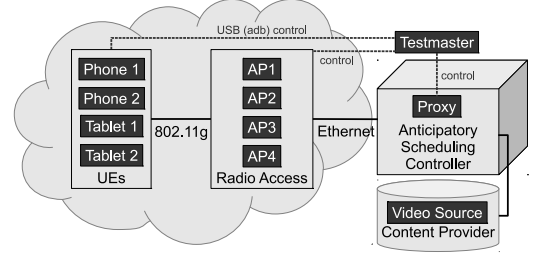 USB (adb) control
Testmaster
control
control
Phone 1
Phone 2
Tablet 1
Tablet 2
UEs
802.11g
AP1
AP2
AP3
AP4
Radio Access
Ethernet
Proxy
Anticipatory
Scheduling
Controller
Video Source
Content Provider